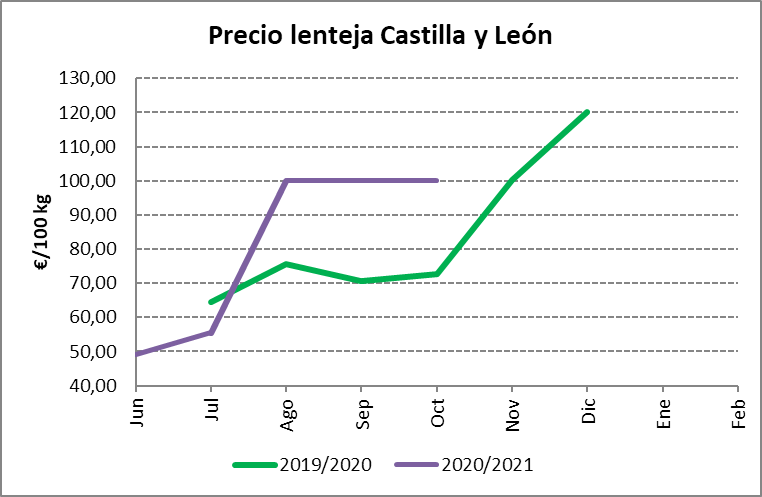 Precio lenteja Castilla y León
€/100 kg
130,00
120,00
110,00
100,00
90,00
80,00
70,00
60,00
50,00
40,00
Jun
Jul
Ago
Sep
Oct
Nov
Dic
Ene
Feb
2019/2020
2020/2021